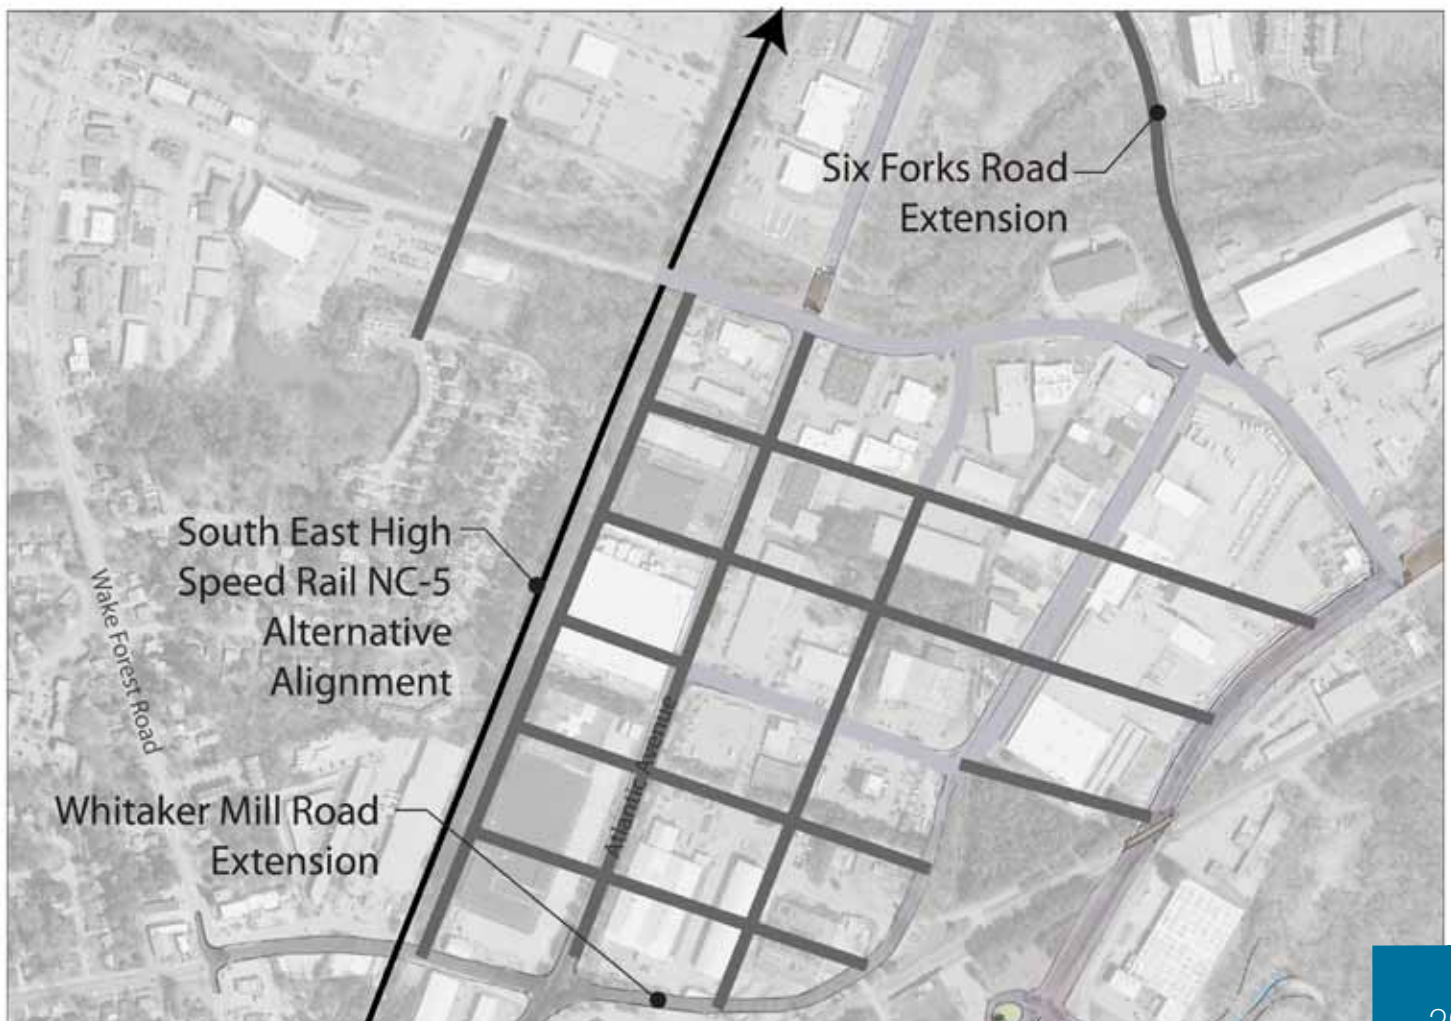 Six Forks Road
Extension
South East High
Speed Rail NC-5
Alternative
Alignment
Wake Forest Road
Atlantic Avenue
Whitaker Mill Road
Extension